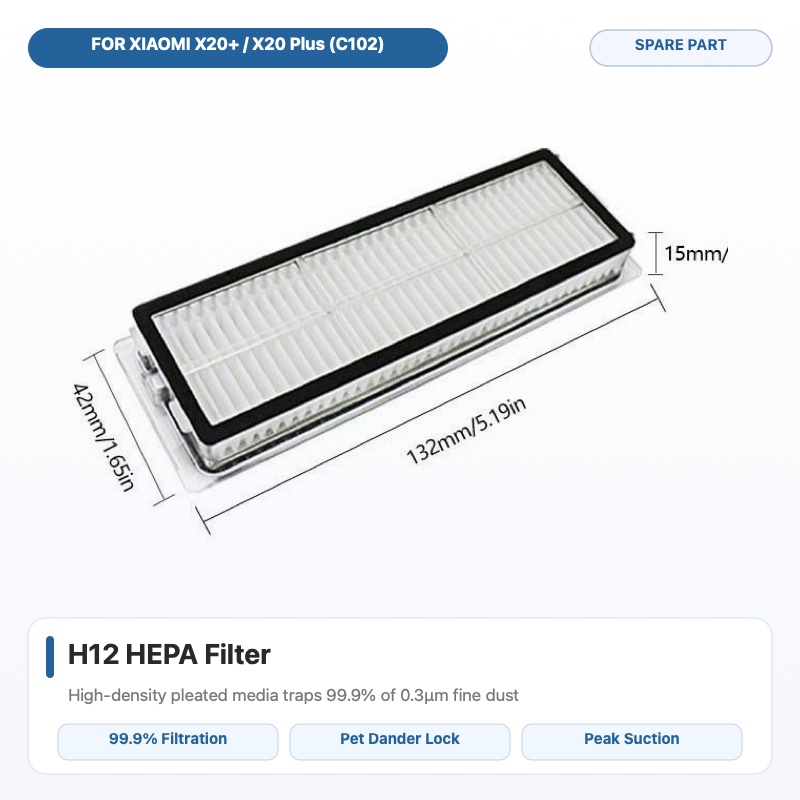 FOR XIAOMI X20+ / X20 Plus (C102)
SPARE PART
15mm/
42mm/1.65in
132mm/5.19in
H12 HEPA Filter
High-density pleated media traps 99.9% of 0.3μm fine dust
99.9% Filtration
Pet Dander Lock
Peak Suction